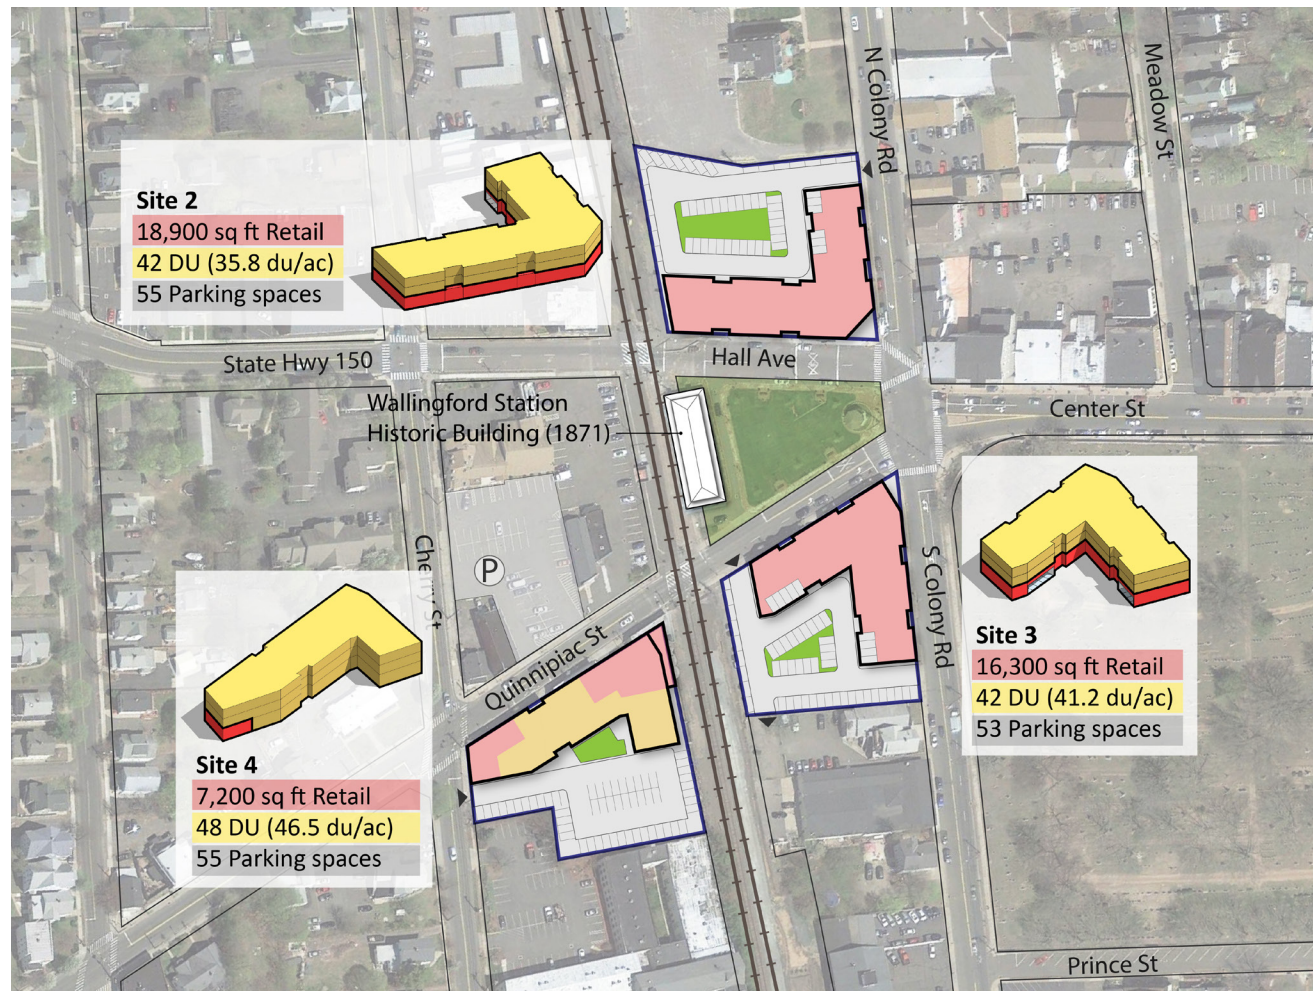 N Colony Rd
Meadow St
Site 2
18,900 sq ft Retail
42 DU (35.8 du/ac)
55 Parking spaces
State Hwy 150
Hall Ave
Wallingford Station
Historic Building (1871)
Center St
Cherry St
P
Quinnipiac St
S Colony Rd
Site 3
16,300 sq ft Retail
42 DU (41.2 du/ac)
53 Parking spaces
Site 4
7,200 sq ft Retail
48 DU (46.5 du/ac)
55 Parking spaces
Prince St